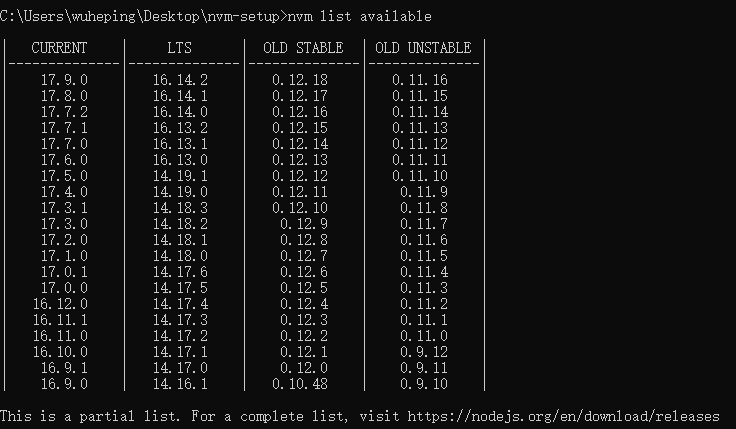 C:\Users\wuheping\Desktop\nvm-setup>nvm list available
| CURRENT | LTS | OLD STABLE | OLD UNSTABLE |
|--------------|--------------|--------------|--------------|
| 17.9.0 | 16.14.2 | 0.12.18 | 0.11.16 |
| 17.8.0 | 16.14.1 | 0.12.17 | 0.11.15 |
| 17.7.2 | 16.14.0 | 0.12.16 | 0.11.14 |
| 17.7.1 | 16.13.2 | 0.12.15 | 0.11.13 |
| 17.7.0 | 16.13.1 | 0.12.14 | 0.11.12 |
| 17.6.0 | 16.13.0 | 0.12.13 | 0.11.11 |
| 17.5.0 | 14.19.1 | 0.12.12 | 0.11.10 |
| 17.4.0 | 14.19.0 | 0.12.11 | 0.11.9 |
| 17.3.1 | 14.18.3 | 0.12.10 | 0.11.8 |
| 17.3.0 | 14.18.2 | 0.12.9 | 0.11.7 |
| 17.2.0 | 14.18.1 | 0.12.8 | 0.11.6 |
| 17.1.0 | 14.18.0 | 0.12.7 | 0.11.5 |
| 17.0.1 | 14.17.6 | 0.12.6 | 0.11.4 |
| 17.0.0 | 14.17.5 | 0.12.5 | 0.11.3 |
| 16.12.0 | 14.17.4 | 0.12.4 | 0.11.2 |
| 16.11.1 | 14.17.3 | 0.12.3 | 0.11.1 |
| 16.11.0 | 14.17.2 | 0.12.2 | 0.11.0 |
| 16.10.0 | 14.17.1 | 0.12.1 | 0.9.12 |
| 16.9.1 | 14.17.0 | 0.12.0 | 0.9.11 |
| 16.9.0 | 14.16.1 | 0.10.48 | 0.9.10 |
This is a partial list. For a complete list, visit https://nodejs.org/en/download/releases